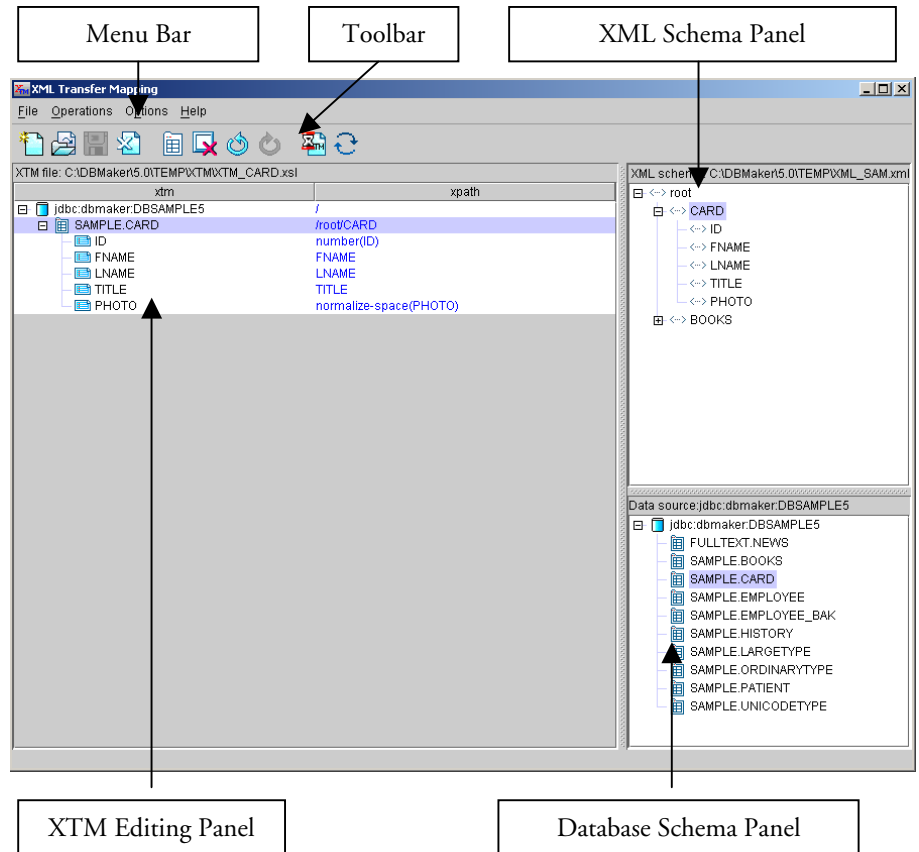 Menu Bar
Toolbar
XML Schema Panel
XML Transfer Mapping
File Operations Options Help
XTM file: C:\DBMaker\5.0\TEMP\XTM\XTM_CARD.xsl
xtm xpath
jdbc:dbmaker:DBSAMPLE5 /
SAMPLE.CARD /root/CARD
ID number(ID)
FNAME FNAME
LNAME LNAME
TITLE TITLE
PHOTO normalize-space(PHOTO)
XML schema: C:\DBMaker\5.0\TEMP\XML_SAM.xml
root
CARD
ID
FNAME
LNAME
TITLE
PHOTO
BOOKS
Data source:jdbc:dbmaker:DBSAMPLE5
jdbc:dbmaker:DBSAMPLE5
FULLTEXT.NEWS
SAMPLE.BOOKS
SAMPLE.CARD
SAMPLE.EMPLOYEE
SAMPLE.EMPLOYEE_BAK
SAMPLE.HISTORY
SAMPLE.LARGETYPE
SAMPLE.ORDINARYTYPE
SAMPLE.PATIENT
SAMPLE.UNICODETYPE
XTM Editing Panel
Database Schema Panel